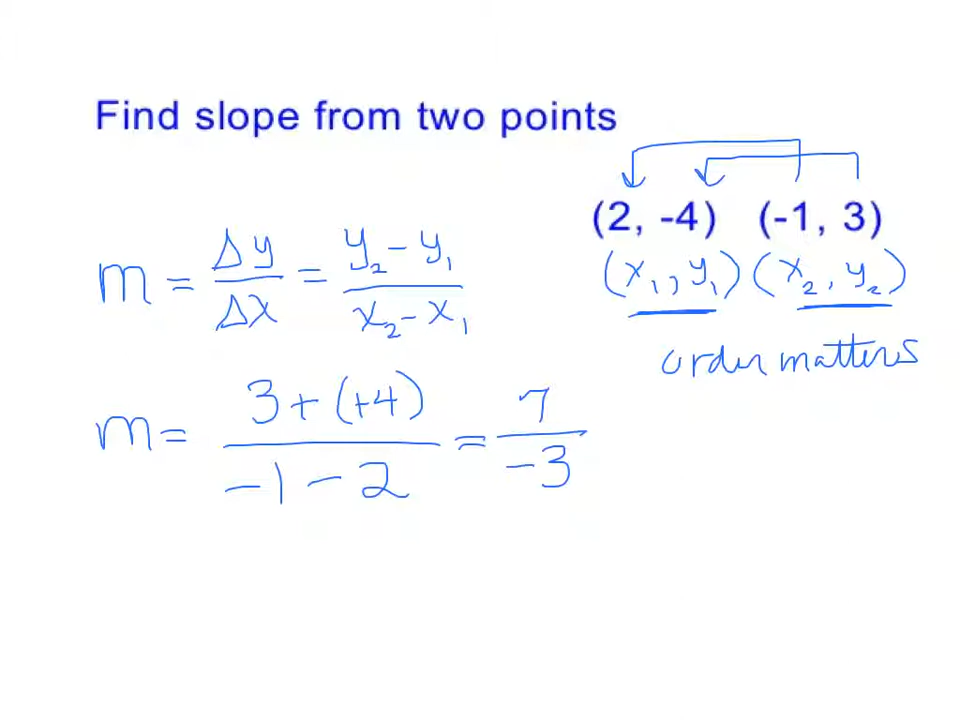 Find slope from two points
(2, -4) (-1, 3)
(x₁, y₁) (x₂, y₂)
m = Δy/Δx = y₂ - y₁/x₂ - x₁
order matters
m = 3 + (+4)/-1 - 2 = 7/-3